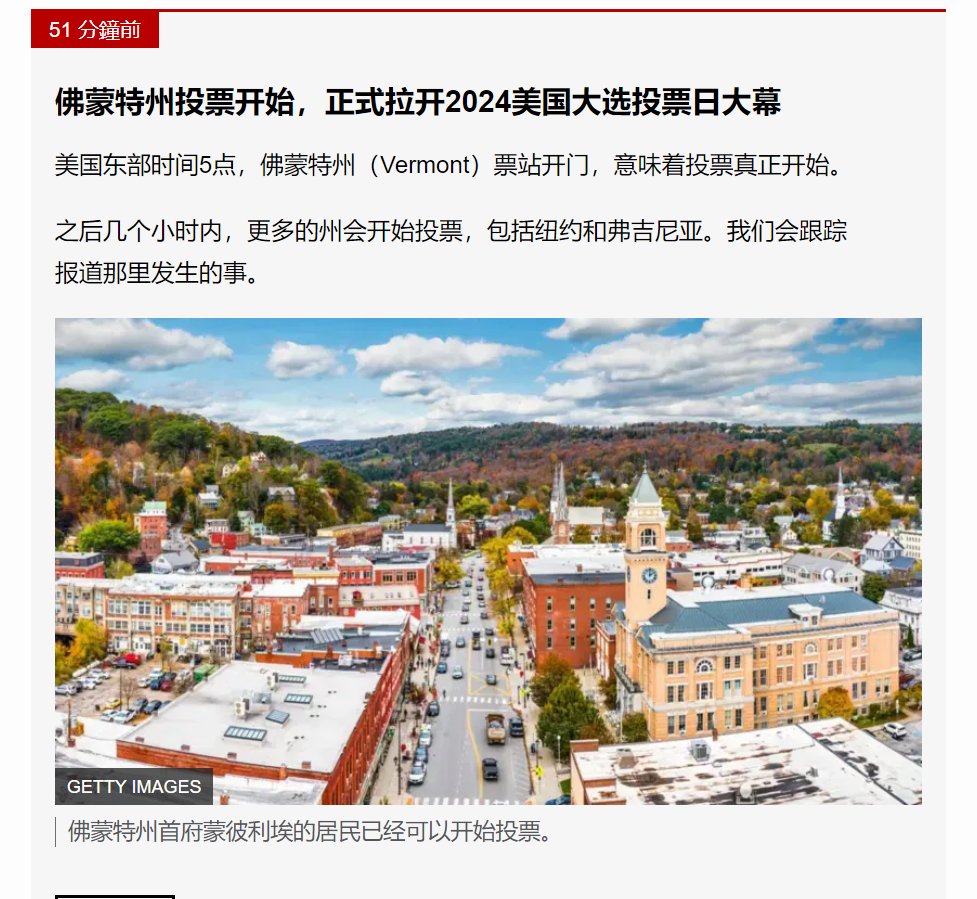 51 分鐘前
佛蒙特州投票开始，正式拉开2024美国大选投票日大幕
美国东部时间5点，佛蒙特州（Vermont）票站开门，意味着投票真正开始。
之后几个小时内，更多的州会开始投票，包括纽约和弗吉尼亚。我们会跟踪
报道那里发生的事。
GETTY IMAGES
佛蒙特州首府蒙彼利埃的居民已经可以开始投票。